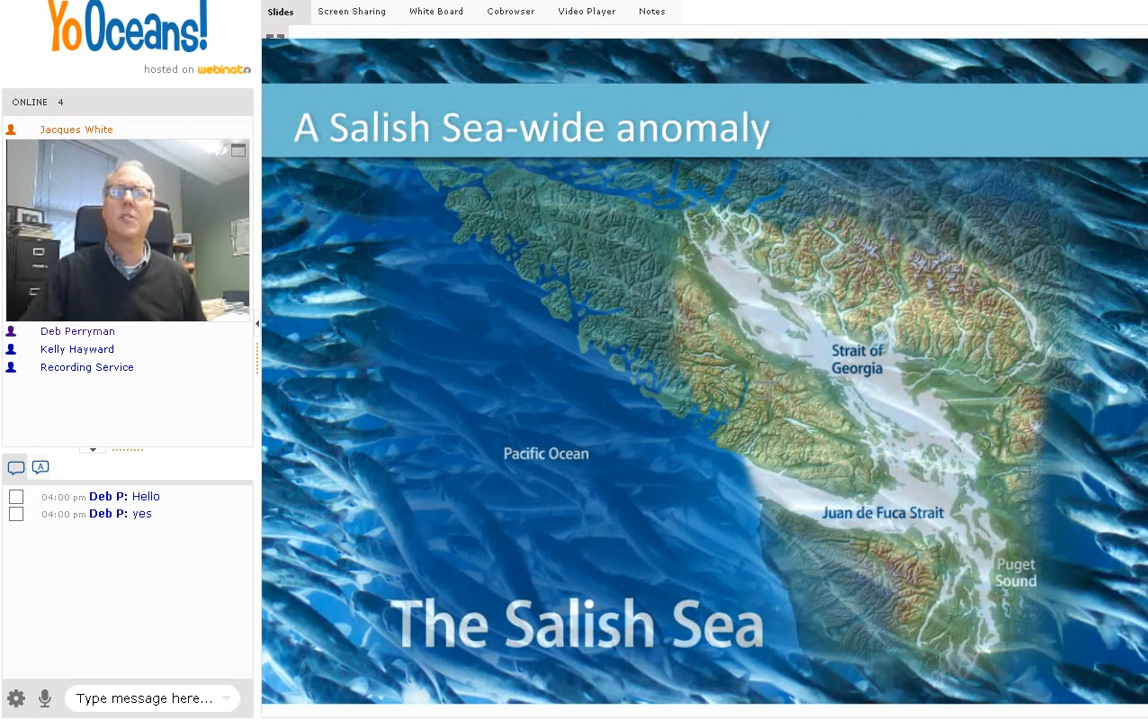 YoOceans!
hosted on webinato
ONLINE 4
Jacques White
Deb Perryman
Kelly Hayward
Recording Service
04:00 pm Deb P: Hello
04:00 pm Deb P: yes
Type message here...
Slides Screen Sharing White Board Cobrowser Video Player Notes
A Salish Sea-wide anomaly
Strait of
Georgia
Pacific Ocean
Juan de Fuca Strait
Puget
Sound
The Salish Sea